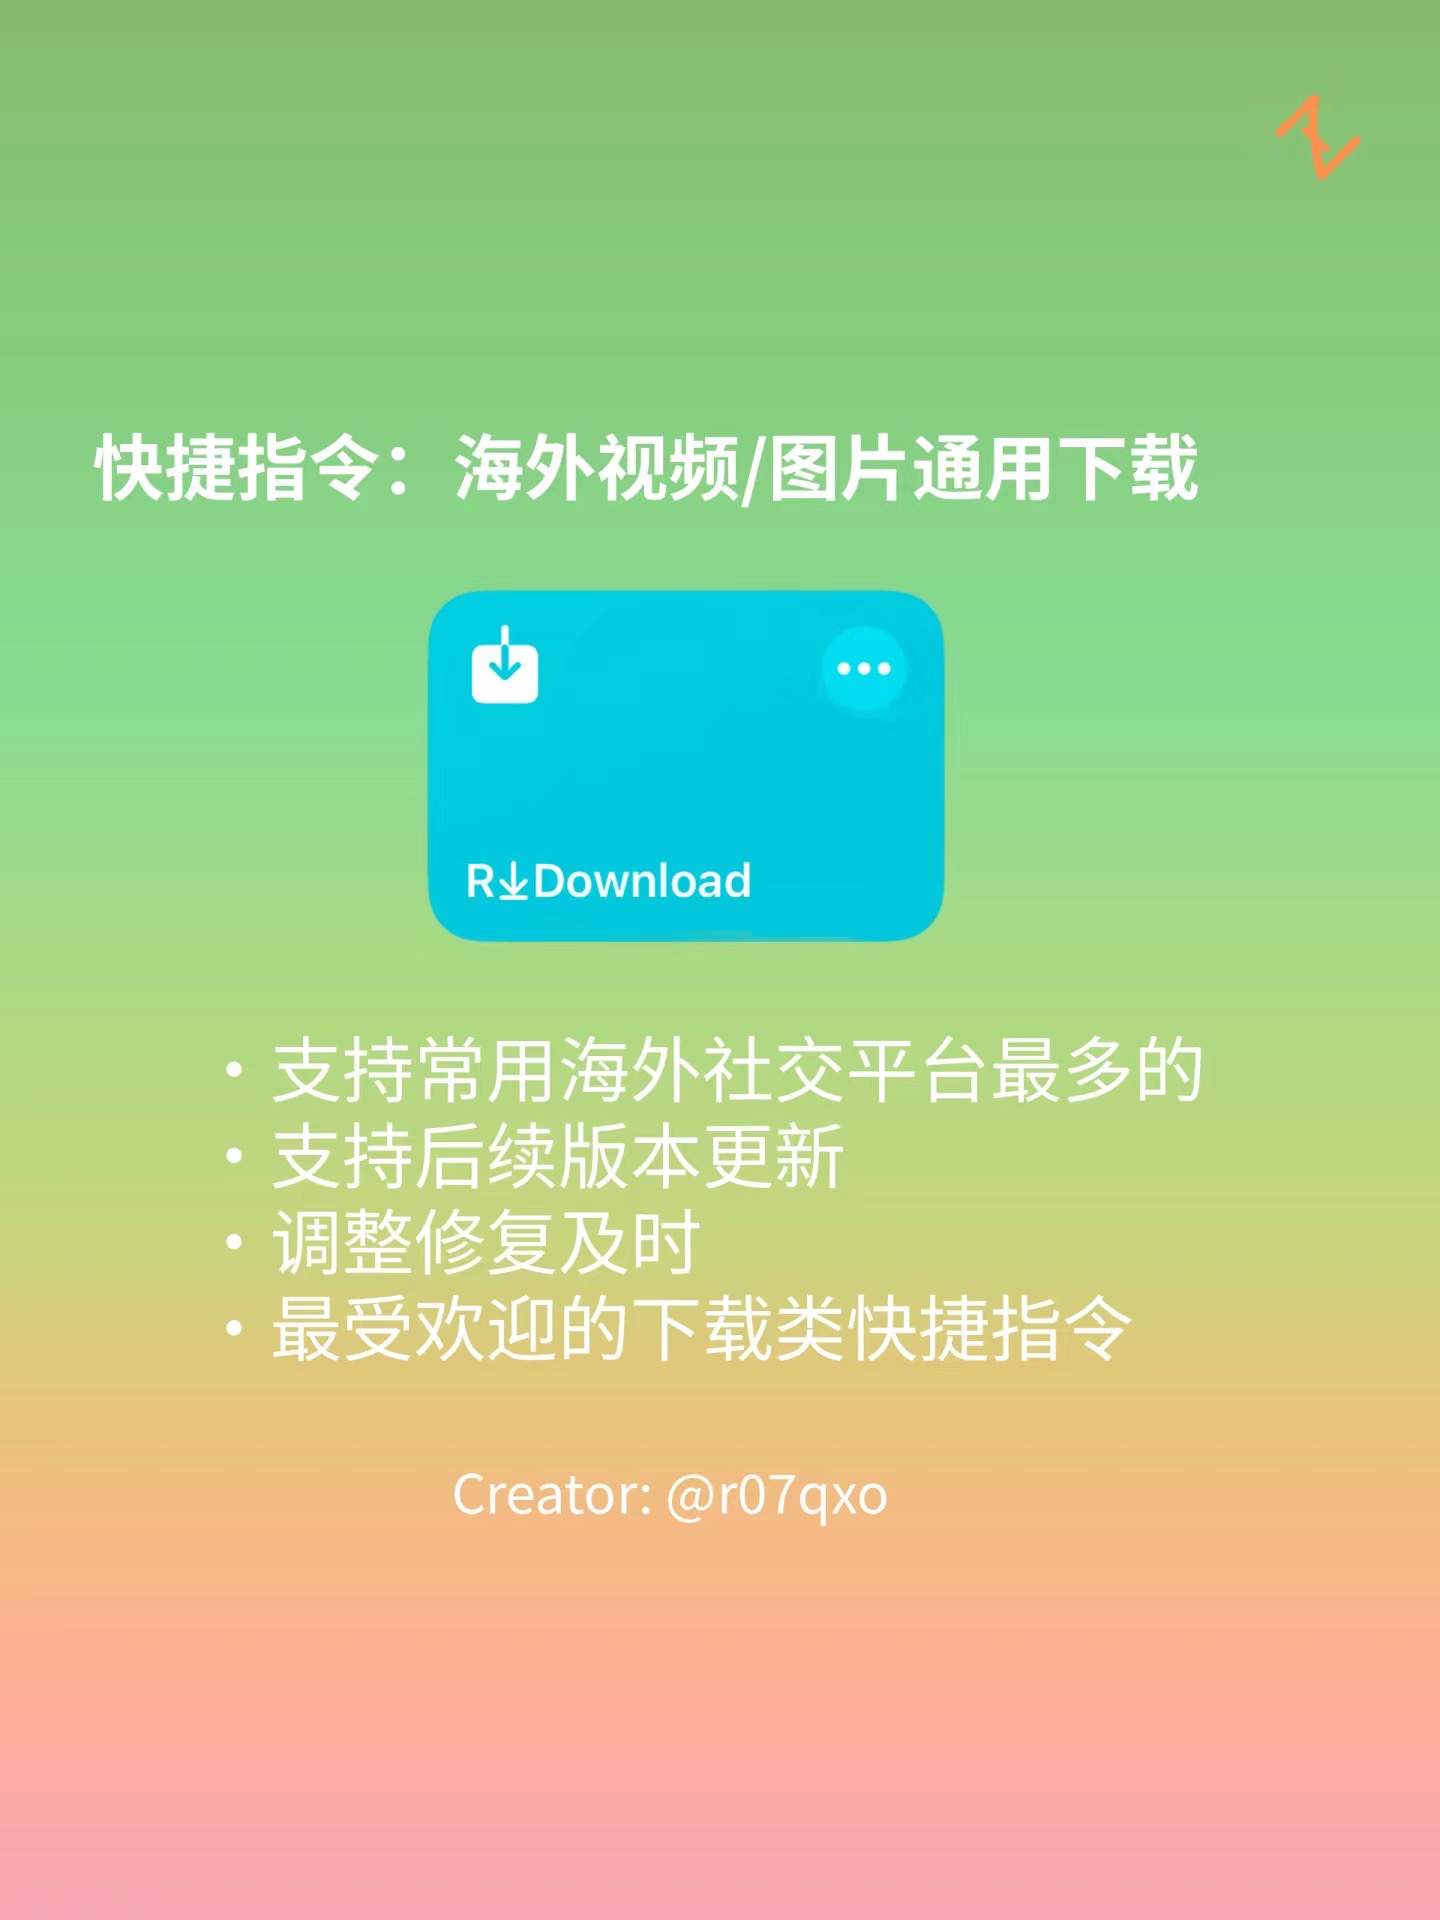 快捷指令：海外视频/图片通用下载
R↓Download
• 支持常用海外社交平台最多的
• 支持后续版本更新
• 调整修复及时
• 最受欢迎的下载类快捷指令
Creator: @r07qxo